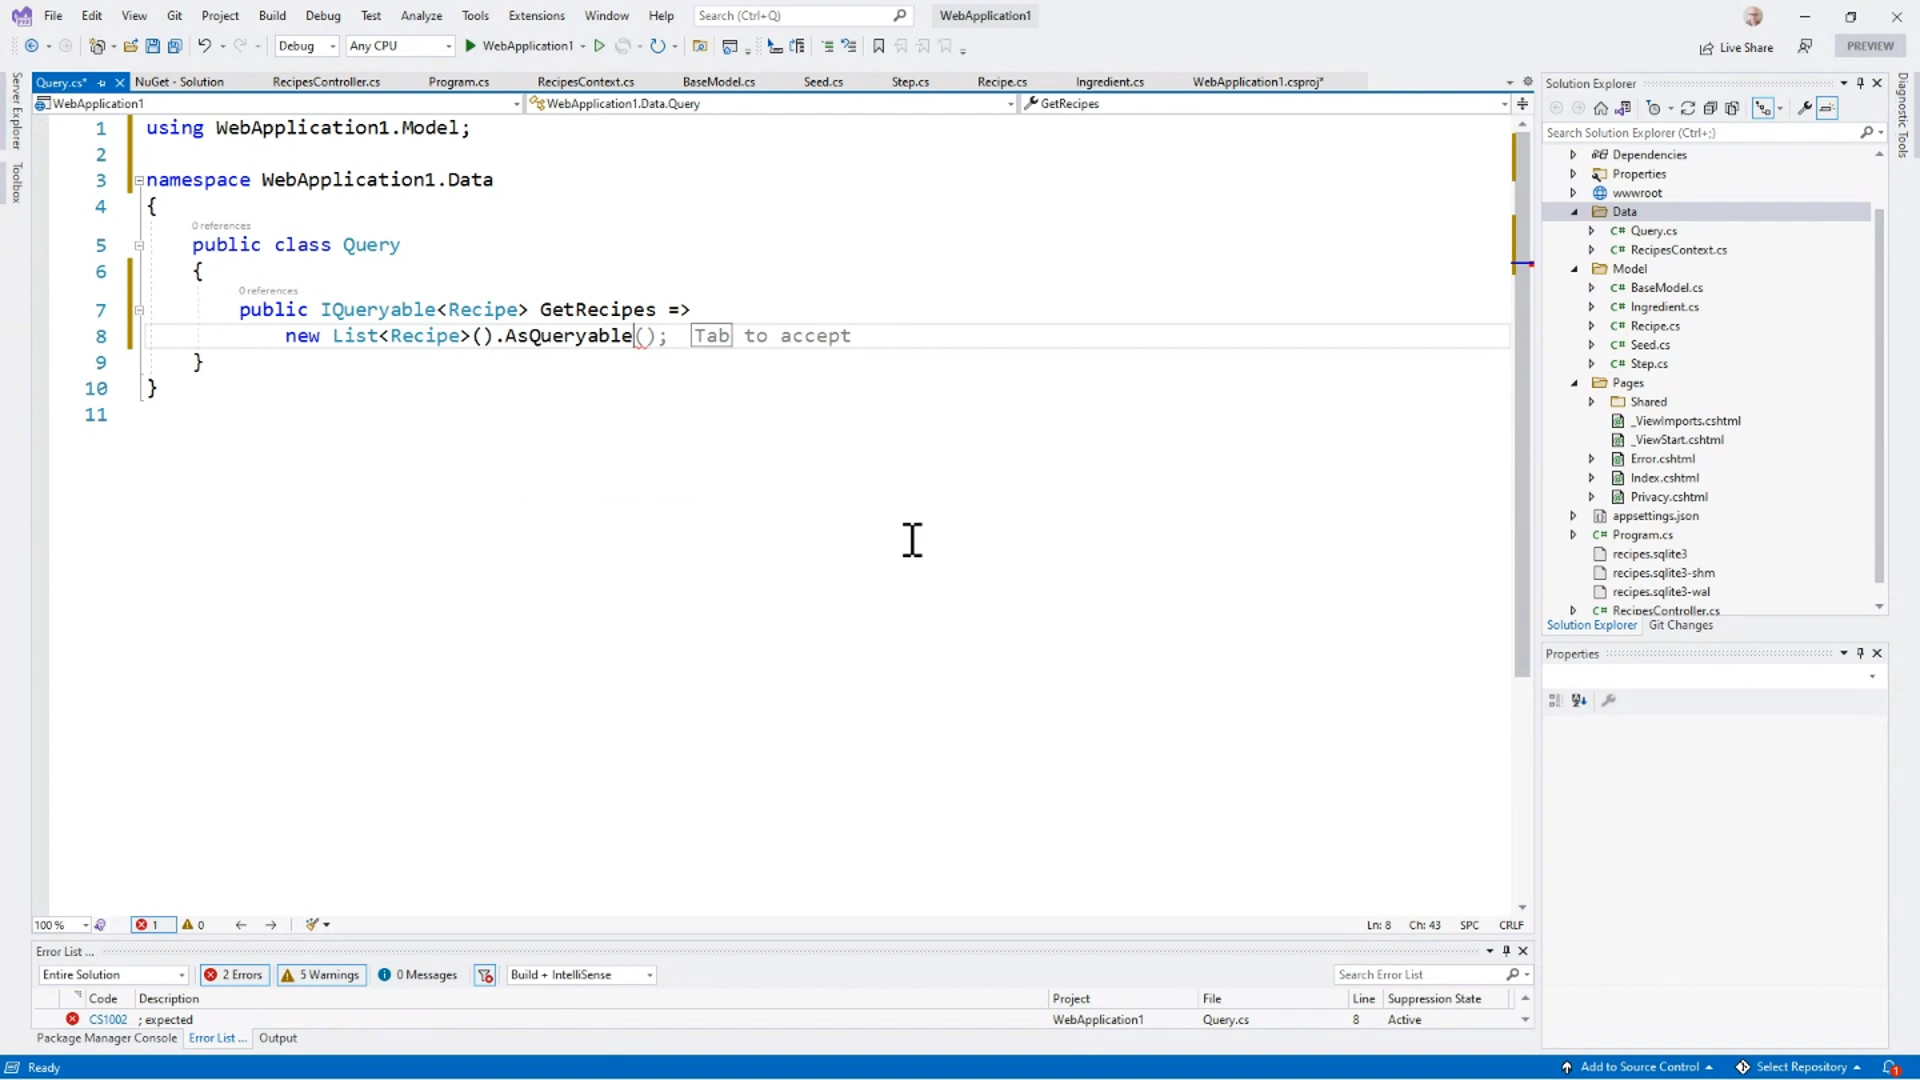 File Edit View Git Project Build Debug Test Analyze Tools Extensions Window Help Search (Ctrl+Q) WebApplication1
Debug Any CPU WebApplication1 Live Share PREVIEW
Server Explorer
Toolbox
Query.cs* NuGet - Solution RecipesController.cs Program.cs RecipesContext.cs BaseModel.cs Seed.cs Step.cs Recipe.cs Ingredient.cs WebApplication1.csproj*
WebApplication1 WebApplication1.Data.Query GetRecipes
1 using WebApplication1.Model;
2
3 namespace WebApplication1.Data
4 {
0 references
5 public class Query
6 {
0 references
7 public IQueryable<Recipe> GetRecipes =>
8 new List<Recipe>().AsQueryable(); Tab to accept
9 }
10 }
11
100 % 1 0 Ln: 8 Ch: 43 SPC CRLF
Error List ...
Entire Solution 2 Errors 5 Warnings 0 Messages Build + IntelliSense Search Error List
Code Description Project File Line Suppression State
CS1002 ; expected WebApplication1 Query.cs 8 Active
Package Manager Console Error List ... Output
Solution Explorer
Search Solution Explorer (Ctrl+;)
Dependencies
Properties
wwwroot
Data
C# Query.cs
C# RecipesContext.cs
Model
C# BaseModel.cs
C# Ingredient.cs
C# Recipe.cs
C# Seed.cs
C# Step.cs
Pages
Shared
_ViewImports.cshtml
_ViewStart.cshtml
Error.cshtml
Index.cshtml
Privacy.cshtml
appsettings.json
C# Program.cs
recipes.sqlite3
recipes.sqlite3-shm
recipes.sqlite3-wal
C# RecipesController.cs
Solution Explorer Git Changes
Properties
Diagnostic Tools
Ready Add to Source Control Select Repository 1